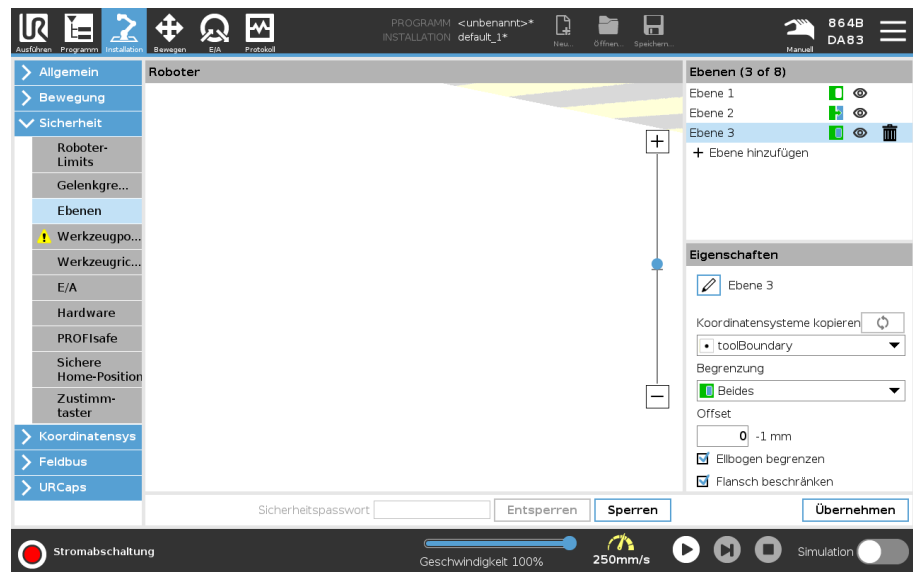 PROGRAMM <unbenannt>*
INSTALLATION default_1*
UR
Ausführen
Programm
Installation
Bewegen
E/A
Protokoll
Neu...
Öffnen...
Speichern...
Manuell
864B
DA83
Allgemein
Bewegung
Sicherheit
Roboter-
Limits
Gelenkgre...
Ebenen
Werkzeugpo...
Werkzeugric...
E/A
Hardware
PROFIsafe
Sichere
Home-Position
Zustimm-
taster
Koordinatensys
Feldbus
URCaps
Roboter
Ebenen (3 of 8)
Ebene 1
Ebene 2
Ebene 3
+ Ebene hinzufügen
Eigenschaften
Ebene 3
Koordinatensysteme kopieren
toolBoundary
Begrenzung
Beides
Offset
0 -1 mm
Ellbogen begrenzen
Flansch beschränken
Sicherheitspasswort
Entsperren
Sperren
Übernehmen
Stromabschaltung
Geschwindigkeit 100%
250mm/s
Simulation